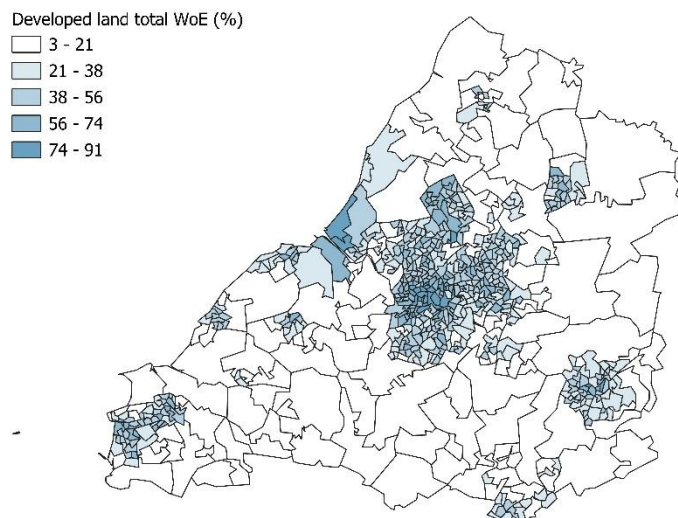 Developed land total WoE (%)
3 - 21
21 - 38
38 - 56
56 - 74
74 - 91